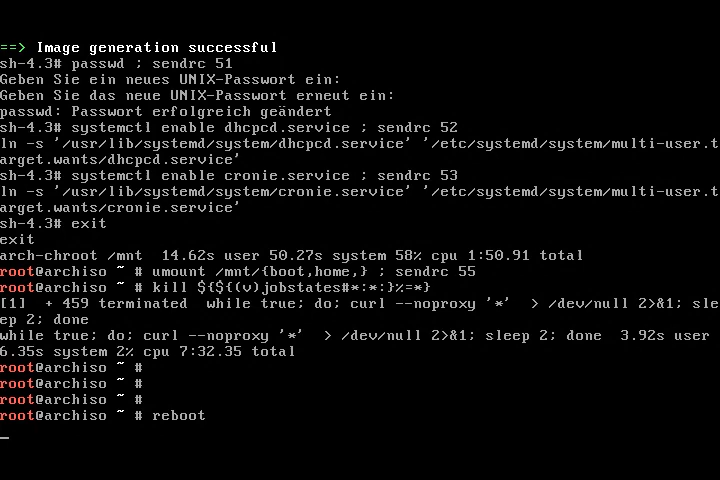 ==> Image generation successful
sh-4.3# passwd ; sendrc 51
Geben Sie ein neues UNIX-Passwort ein:
Geben Sie das neue UNIX-Passwort erneut ein:
passwd: Passwort erfolgreich geändert
sh-4.3# systemctl enable dhcpcd.service ; sendrc 52
ln -s '/usr/lib/systemd/system/dhcpcd.service' '/etc/systemd/system/multi-user.t
arget.wants/dhcpcd.service'
sh-4.3# systemctl enable cronie.service ; sendrc 53
ln -s '/usr/lib/systemd/system/cronie.service' '/etc/systemd/system/multi-user.t
arget.wants/cronie.service'
sh-4.3# exit
exit
arch-chroot /mnt  14.62s user 50.27s system 58% cpu 1:50.91 total
root@archiso ~ # umount /mnt/{boot,home,} ; sendrc 55
root@archiso ~ # kill ${${(v)jobstates#*:*:}%=*}
[1]  + 459 terminated  while true; do; curl --noproxy '*'  > /dev/null 2>&1; sle
ep 2; done
while true; do; curl --noproxy '*'  > /dev/null 2>&1; sleep 2; done  3.92s user
6.35s system 2% cpu 7:32.35 total
root@archiso ~ #
root@archiso ~ #
root@archiso ~ #
root@archiso ~ # reboot